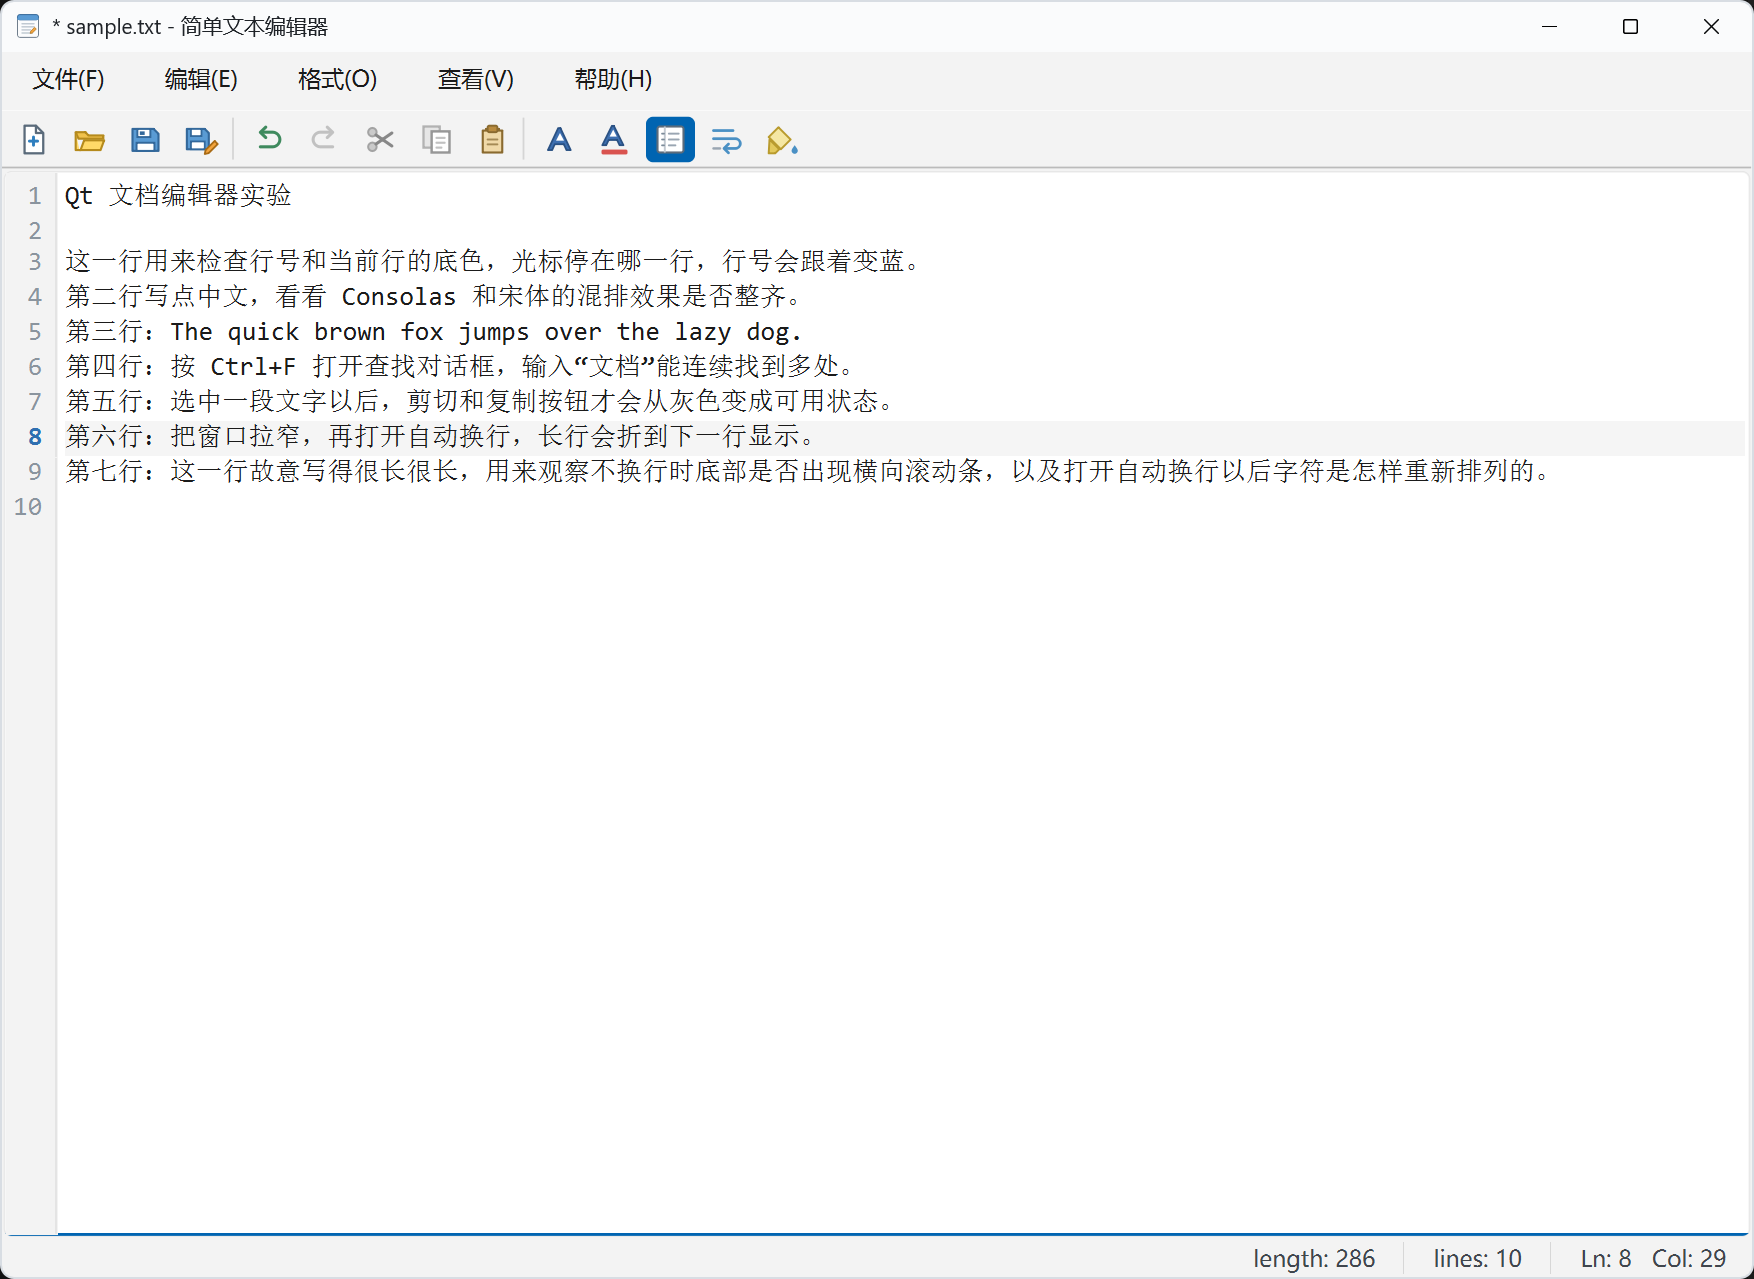 * sample.txt - 简单文本编辑器
文件(F) 编辑(E) 格式(O) 查看(V) 帮助(H)
1 Qt 文档编辑器实验
2
3 这一行用来检查行号和当前行的底色，光标停在哪一行，行号会跟着变蓝。
4 第二行写点中文，看看 Consolas 和宋体的混排效果是否整齐。
5 第三行：The quick brown fox jumps over the lazy dog.
6 第四行：按 Ctrl+F 打开查找对话框，输入“文档”能连续找到多处。
7 第五行：选中一段文字以后，剪切和复制按钮才会从灰色变成可用状态。
8 第六行：把窗口拉窄，再打开自动换行，长行会折到下一行显示。
9 第七行：这一行故意写得很长很长，用来观察不换行时底部是否出现横向滚动条，以及打开自动换行以后字符是怎样重新排列的。
10
length: 286 lines: 10 Ln: 8 Col: 29